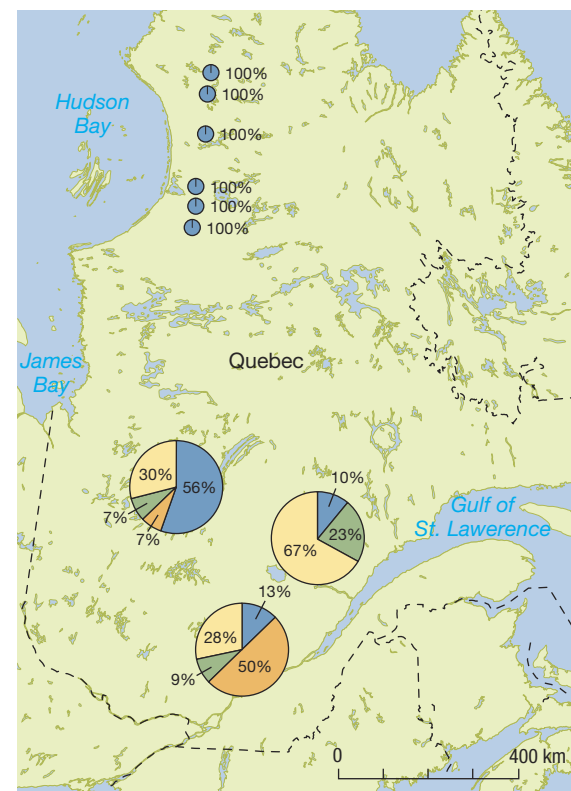 100%
100%
Hudson
Bay
100%
100%
100%
100%
Quebec
James
Bay
30%
56%
7%
7%
10%
23%
67%
Gulf of
St. Lawerence
13%
28%
9%
50%
0
400 km